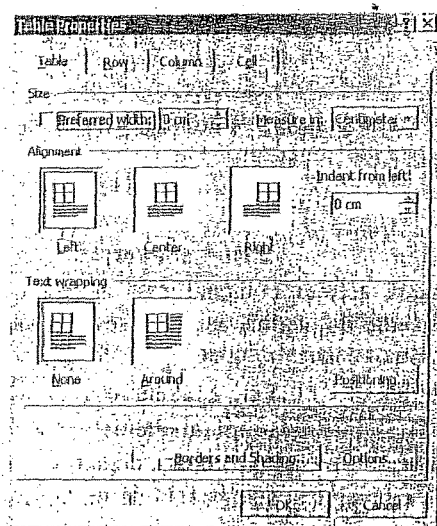 Table Properties ? X
Table Row Column Cell
Size
Preferred width: 0 cm Measure in: Centimeter
Alignment
Indent from left:
0 cm
Left Center Right
Text wrapping
None Around Positioning...
Borders and Shading... Options...
OK Cancel